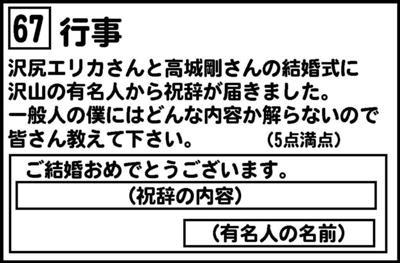 67 行事
沢尻エリカさんと高城剛さんの結婚式に
沢山の有名人から祝辞が届きました。
一般人の僕にはどんな内容か解らないので
皆さん教えて下さい。 (5点満点)
ご結婚おめでとうございます。
(祝辞の内容)
(有名人の名前)